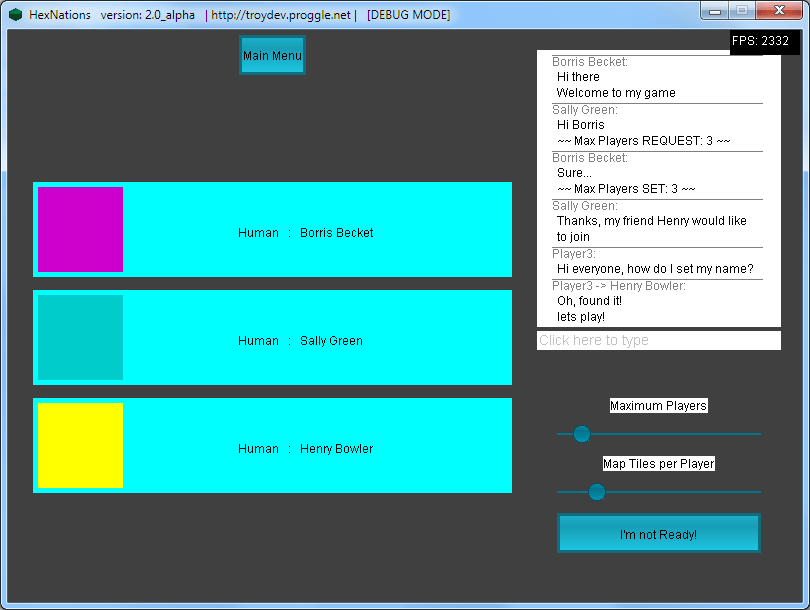 HexNations version: 2.0_alpha | http://troydev.proggle.net | [DEBUG MODE]
FPS: 2332
Main Menu
Borris Becket:
Hi there
Welcome to my game
Sally Green:
Hi Borris
~~ Max Players REQUEST: 3 ~~
Borris Becket:
Sure...
~~ Max Players SET: 3 ~~
Sally Green:
Thanks, my friend Henry would like
to join
Player3:
Hi everyone, how do I set my name?
Player3 -> Henry Bowler:
Oh, found it!
lets play!
Click here to type
Human : Borris Becket
Human : Sally Green
Human : Henry Bowler
Maximum Players
Map Tiles per Player
I'm not Ready!